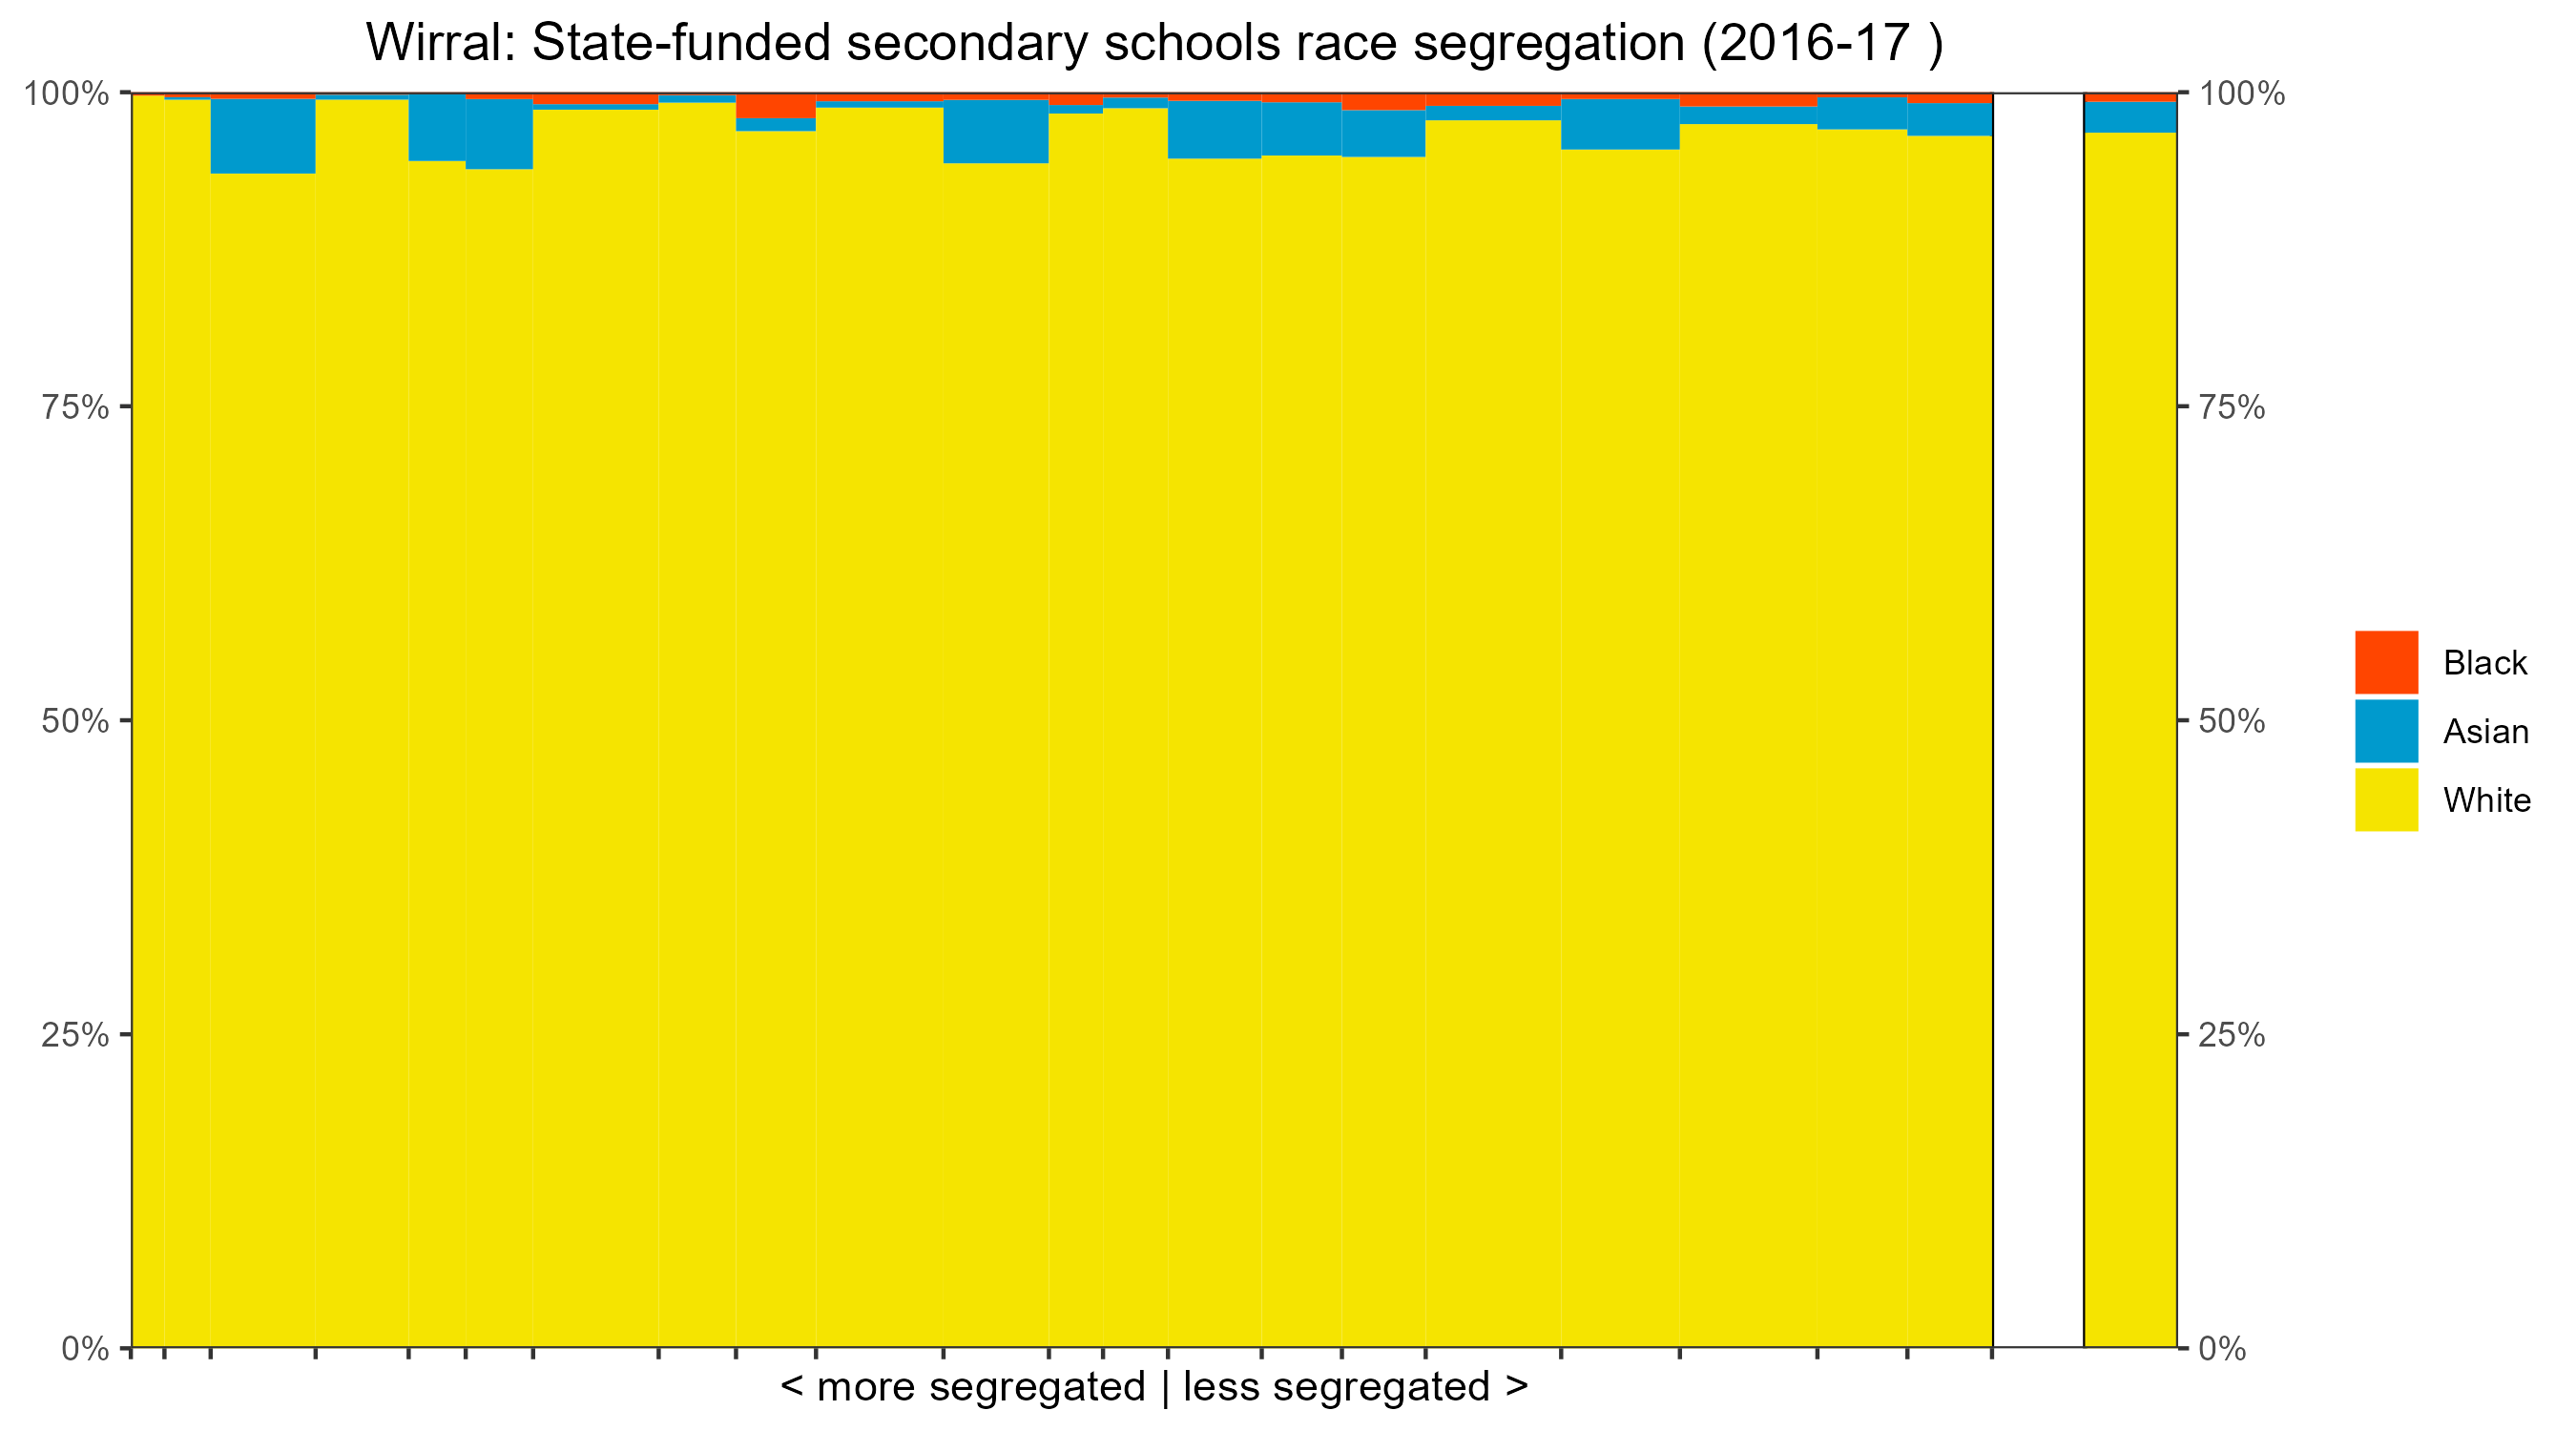 Wirral: State-funded secondary schools race segregation (2016-17 )
100%
75%
50%
25%
0%
100%
75%
50%
25%
0%
Black
Asian
White
< more segregated | less segregated >